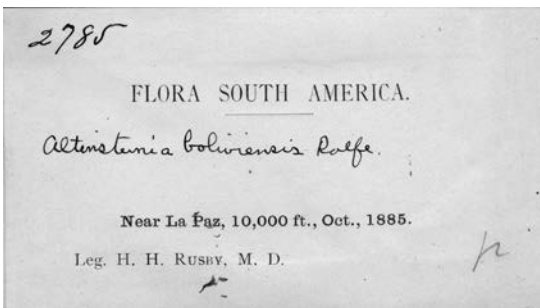 2785
FLORA SOUTH AMERICA.
Altensteinia boliviensis Rolfe.
Near La Paz, 10,000 ft., Oct., 1885.
Leg. H. H. RUSBY, M. D.